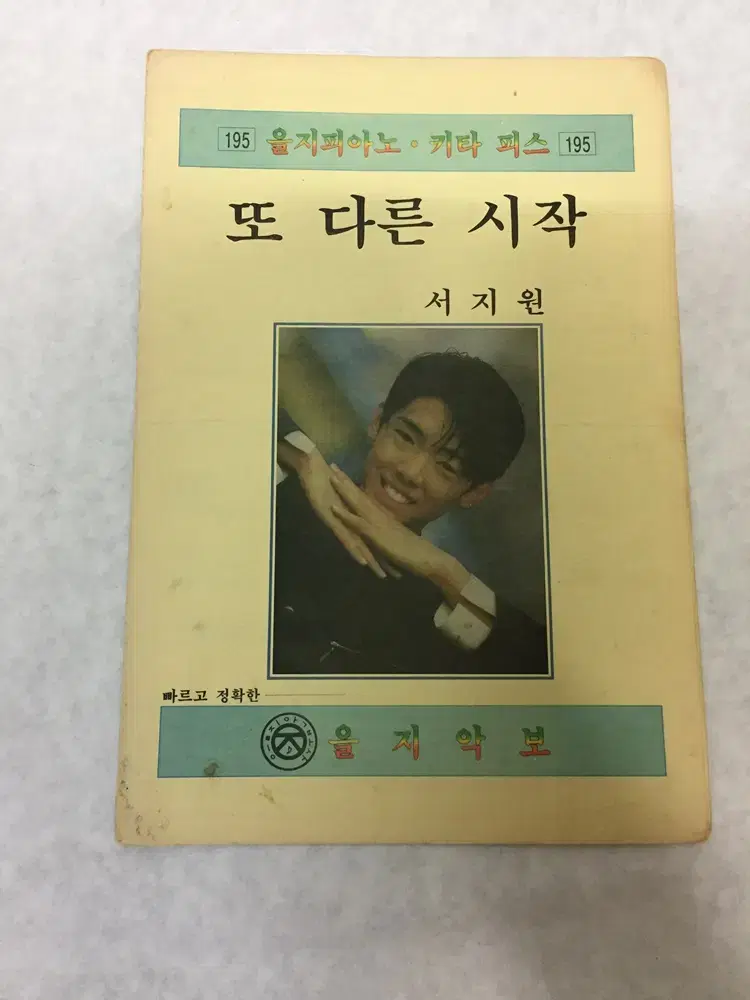 195 을지피아노·키타 피스 195
또 다른 시작
서지원
빠르고 정확한
을지악보